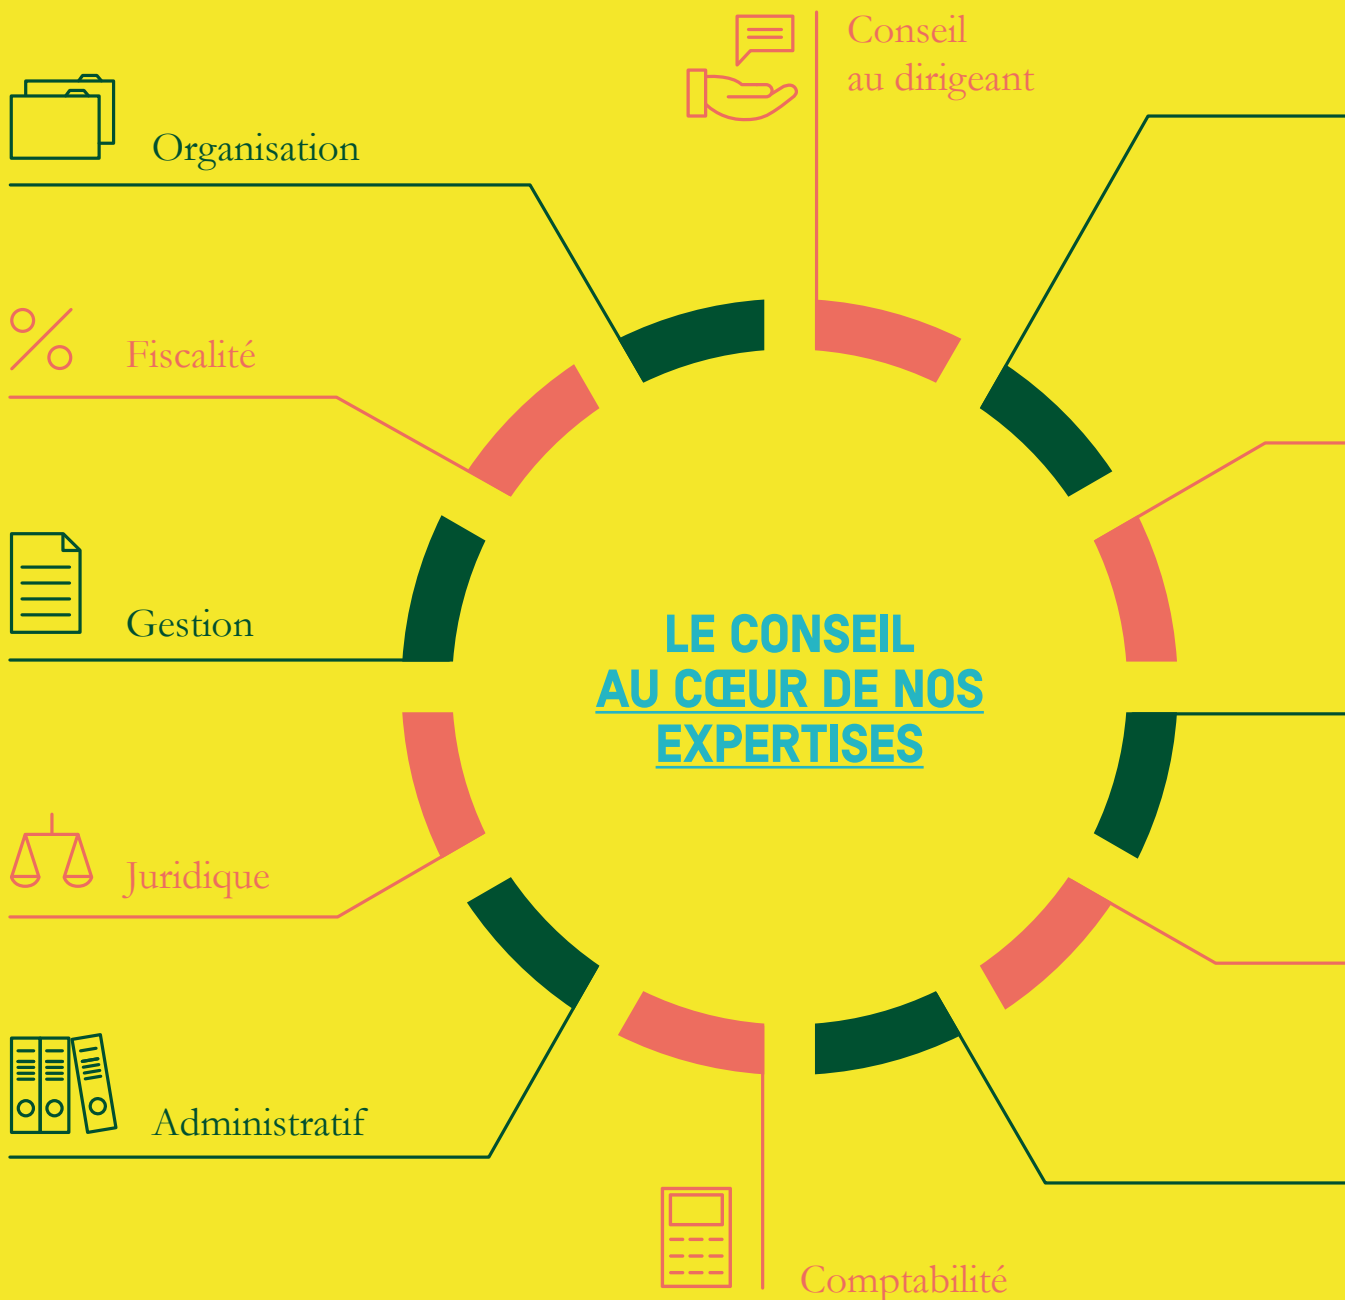 Conseil
au dirigeant
Organisation
Fiscalité
Gestion
LE CONSEIL
AU CŒUR DE NOS
EXPERTISES
Juridique
Administratif
Comptabilité